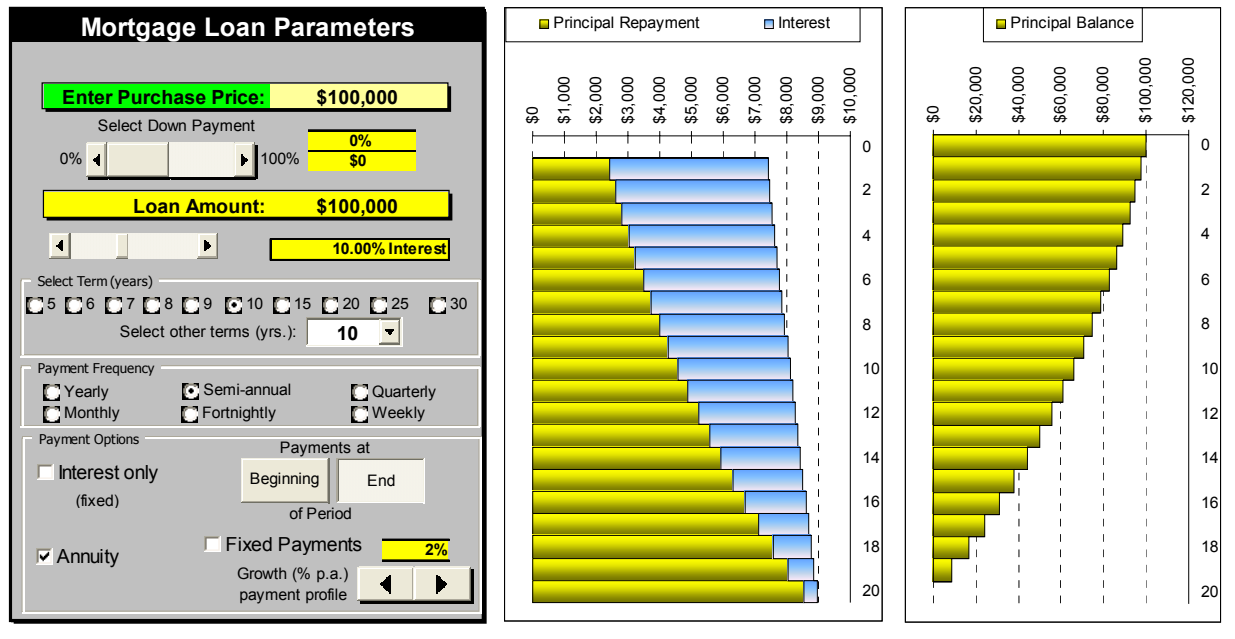 Mortgage Loan Parameters
Enter Purchase Price: $100,000
Select Down Payment
0% 100% 0%
$0
Loan Amount: $100,000
10.00% Interest
Select Term (years)
5 6 7 8 9 10 15 20 25 30
Select other terms (yrs.): 10
Payment Frequency
Yearly Semi-annual Quarterly
Monthly Fortnightly Weekly
Payment Options
Payments at
Interest only
(fixed)
Beginning End
of Period
Annuity
Fixed Payments 2%
Growth (% p.a.)
payment profile
Principal Repayment Interest
$0 $1,000 $2,000 $3,000 $4,000 $5,000 $6,000 $7,000 $8,000 $9,000 $10,000
0
2
4
6
8
10
12
14
16
18
20
Principal Balance
$0 $20,000 $40,000 $60,000 $80,000 $100,000 $120,000
0
2
4
6
8
10
12
14
16
18
20